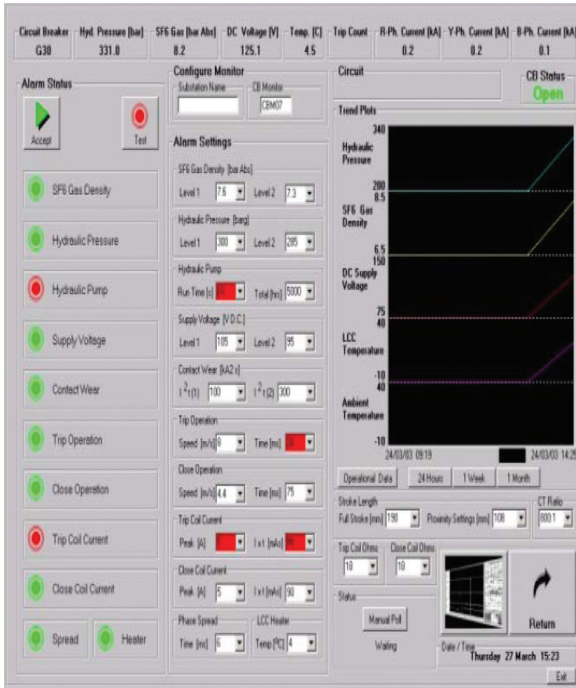 Circuit Breaker Hyd. Pressure [bar] SF6 Gas [bar Abs] DC Voltage [V] Temp. [C] Trip Count R-Ph. Current [kA] Y-Ph. Current [kA] B-Ph. Current [kA]
G30 331.0 8.2 125.1 4.5 0.2 0.2 0.1
Alarm Status
Accept Test
SF6 Gas Density
Hydraulic Pressure
Hydraulic Pump
Supply Voltage
Contact Wear
Trip Operation
Close Operation
Trip Coil Current
Close Coil Current
Spread Heater
Configure Monitor
Substation Name CB Monitor
CBM07
Alarm Settings
SF6 Gas Density [bar Abs]
Level 1 7.6 Level 2 7.3
Hydraulic Pressure [barg]
Level 1 300 Level 2 285
Hydraulic Pump
Run Time [s] Total [hrs] 5000
Supply Voltage [V D.C.]
Level 1 105 Level 2 95
Contact Wear [kA2 s]
I 2 t (1) 100 I 2 t (2) 300
Trip Operation
Speed [m/s] 8 Time [ms]
Close Operation
Speed [m/s] 4.4 Time [ms] 75
Trip Coil Current
Peak [A] I x t [mAs]
Close Coil Current
Peak [A] 5 I x t [mAs] 90
Phase Spread LCC Heater
Time [ms] 6 Temp [ºC] 4
Circuit
CB Status
Open
Trend Plots
340
Hydraulic
Pressure
200
8.5
SF6 Gas
Density
6.5
150
DC Supply
Voltage
75
40
LCC
Temperature
-10
40
Ambient
Temperature
-10
24/03/03 09:19 24/03/03 14:25
Operational Data 24 Hours 1 Week 1 Month
Stroke Length CT Ratio
Full Stroke [mm] 190 Proximity Settings [mm] 108 800.1
Trip Coil Ohms Close Coil Ohms
18 18
Status
Manual Poll
Waiting
Return
Date / Time
Thursday 27 March 15:23
Exit